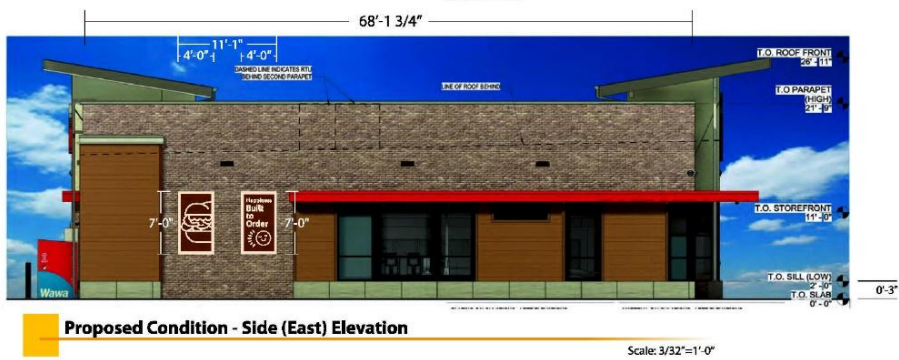 68'-1 3/4"
11'-1"
4'-0"
4'-0"
DASHED LINE INDICATES RTU
BEHIND SECOND PARAPET
LINE OF ROOF BEHIND
T.O. ROOF FRONT
26' -11"
T.O PARAPET
(HIGH)
21' -9"
7'-0"
Happiness
Built
to
Order
7'-0"
T.O. STOREFRONT
11' -0"
T.O. SILL (LOW)
2' -0"
T.O. SLAB
0' - 0"
0'-3"
Wawa
Proposed Condition - Side (East) Elevation
Scale: 3/32"=1'-0"